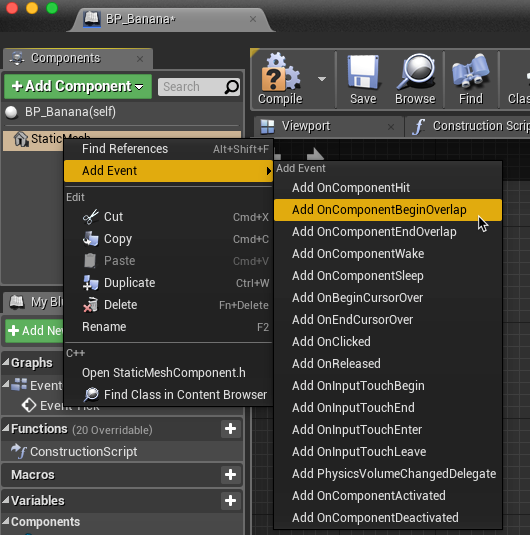 BP_Banana*
Components
+ Add Component
Search
BP_Banana(self)
StaticMesh
Compile
Save
Browse
Find
Clas
Viewport
f Construction Scrip
Find References Alt+Shift+F
Add Event
Edit
Cut Cmd+X
Copy Cmd+C
Paste Cmd+V
Duplicate Ctrl+W
Delete Fn+Delete
Rename F2
C++
Open StaticMeshComponent.h
Find Class in Content Browser
Add Event
Add OnComponentHit
Add OnComponentBeginOverlap
Add OnComponentEndOverlap
Add OnComponentWake
Add OnComponentSleep
Add OnBeginCursorOver
Add OnEndCursorOver
Add OnClicked
Add OnReleased
Add OnInputTouchBegin
Add OnInputTouchEnd
Add OnInputTouchEnter
Add OnInputTouchLeave
Add PhysicsVolumeChangedDelegate
Add OnComponentActivated
Add OnComponentDeactivated
My Blu
+ Add New
Graphs
Event
Event Tick
Functions (20 Overridable)
f ConstructionScript
Macros
Variables
Components